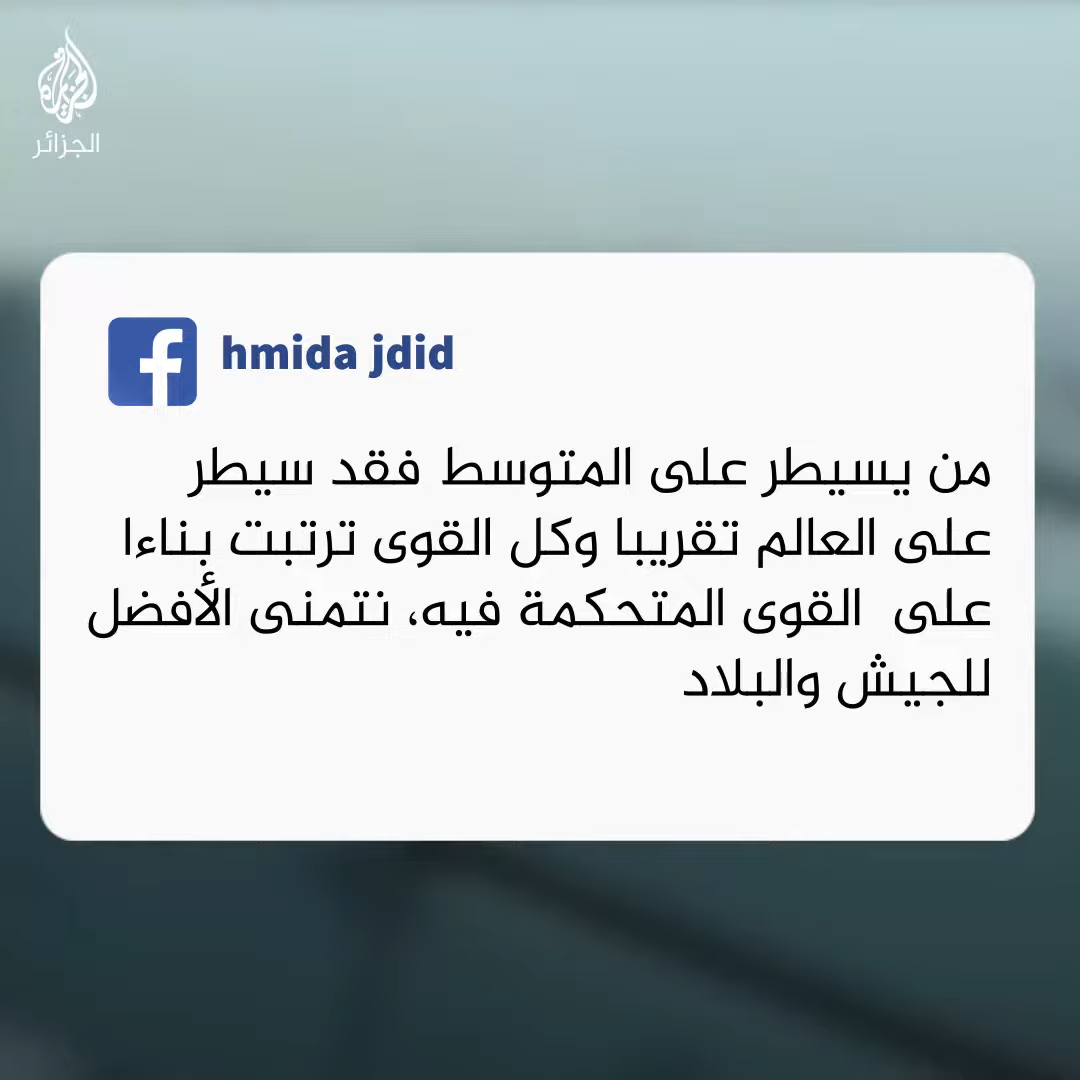 الجزيرة
الجزائر
hmida jdid
من يسيطر على المتوسط فقد سيطر
على العالم تقريبا وكل القوى ترتبت بناءا
على القوى المتحكمة فيه، نتمنى الأفضل
للجيش والبلاد